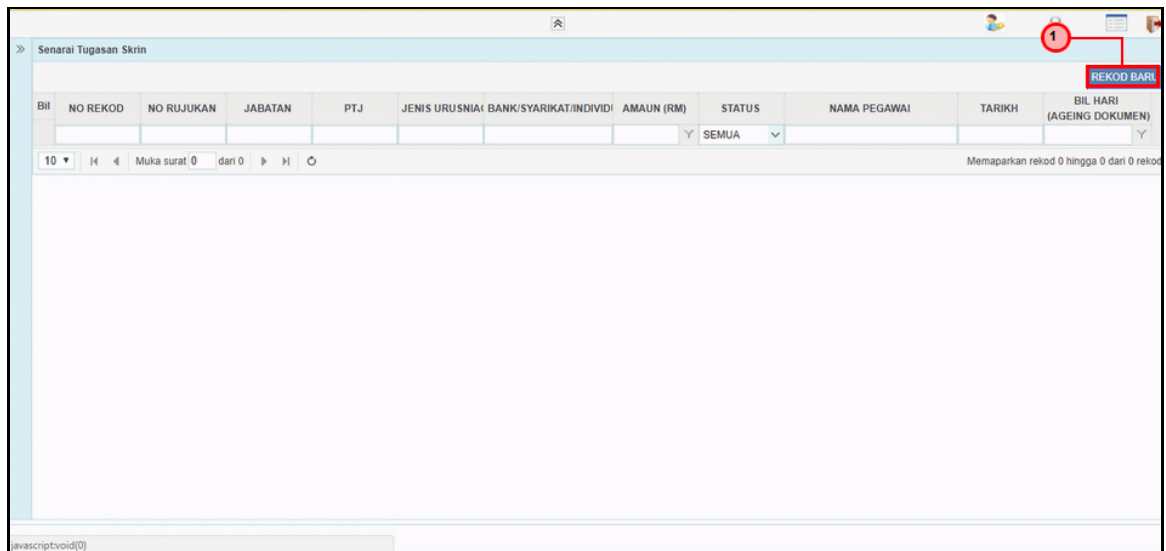 1
Senarai Tugasan Skrin
REKOD BARU
Bil NO REKOD NO RUJUKAN JABATAN PTJ JENIS URUSNIA BANK/SYARIKAT/INDIVID AMAUN (RM) STATUS NAMA PEGAWAI TARIKH BIL HARI
(AGEING DOKUMEN)
SEMUA
10 Muka surat 0 dari 0 Memaparkan rekod 0 hingga 0 dari 0 rekod
javascript:void(0)